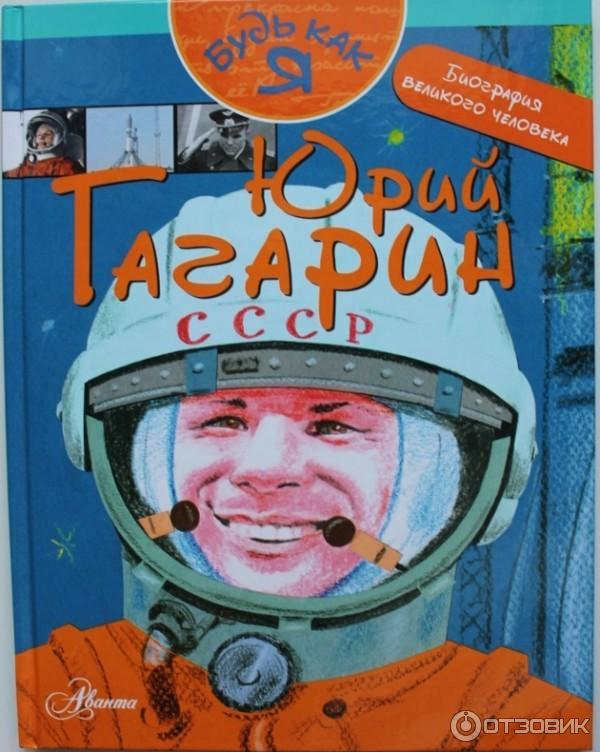 БУДЬ КАК
Я
Биография
великого человека
Юрий
Гагарин
СССР
Аванта
ОТЗОВИК